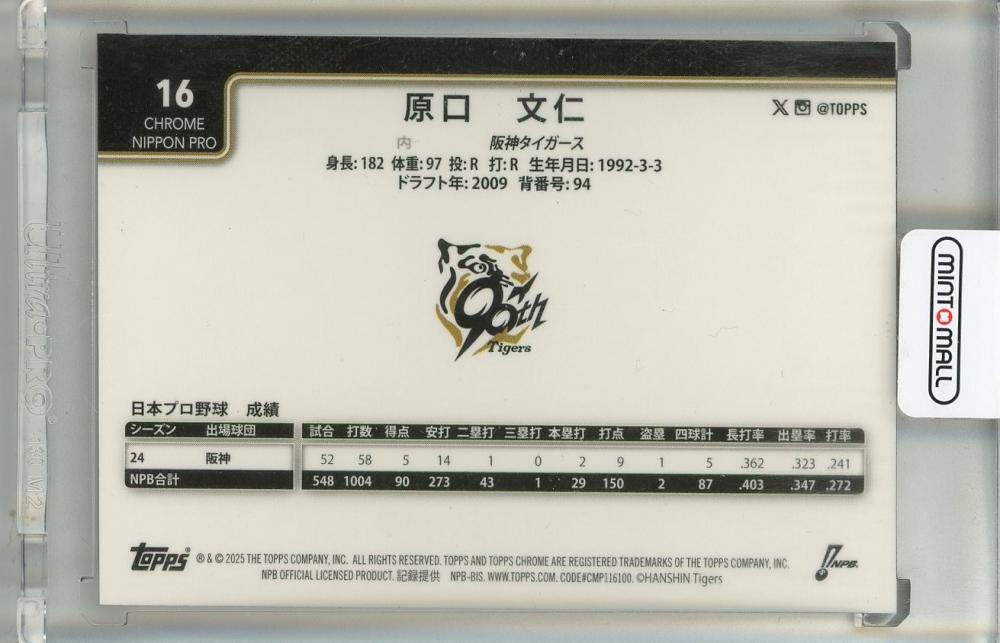 16
CHROME
NIPPON PRO
原口 文仁
@TOPPS
内 阪神タイガース
身長: 182 体重: 97 投: R 打: R 生年月日: 1992-3-3
ドラフト年: 2009 背番号: 94
90th
Tigers
日本プロ野球 成績
シーズン 出場球団 試合 打数 得点 安打 二塁打 三塁打 本塁打 打点 盗塁 四球計 長打率 出塁率 打率
24 阪神 52 58 5 14 1 0 2 9 1 5 .362 .323 .241
NPB合計 548 1004 90 273 43 1 29 150 2 87 .403 .347 .272
topps ® & © 2025 THE TOPPS COMPANY, INC. ALL RIGHTS RESERVED. TOPPS AND TOPPS CHROME ARE REGISTERED TRADEMARKS OF THE TOPPS COMPANY, INC.
NPB OFFICIAL LICENSED PRODUCT. 記録提供 NPB-BIS. WWW.TOPPS.COM. CODE#CMP116100. ©HANSHIN Tigers
NPB.
MINT MALL
Ultra-PRO